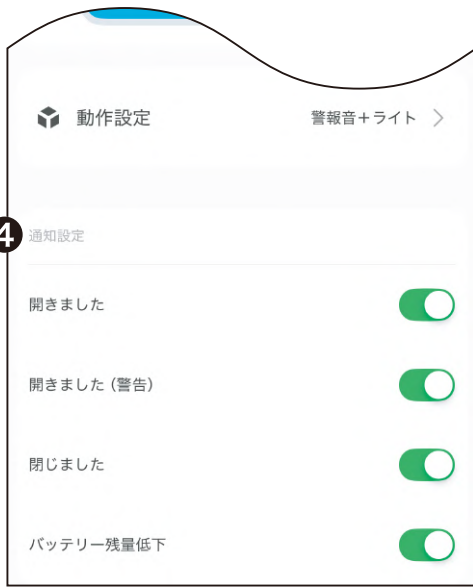 動作設定 警報音＋ライト
4 通知設定
開きました
開きました（警告）
閉じました
バッテリー残量低下